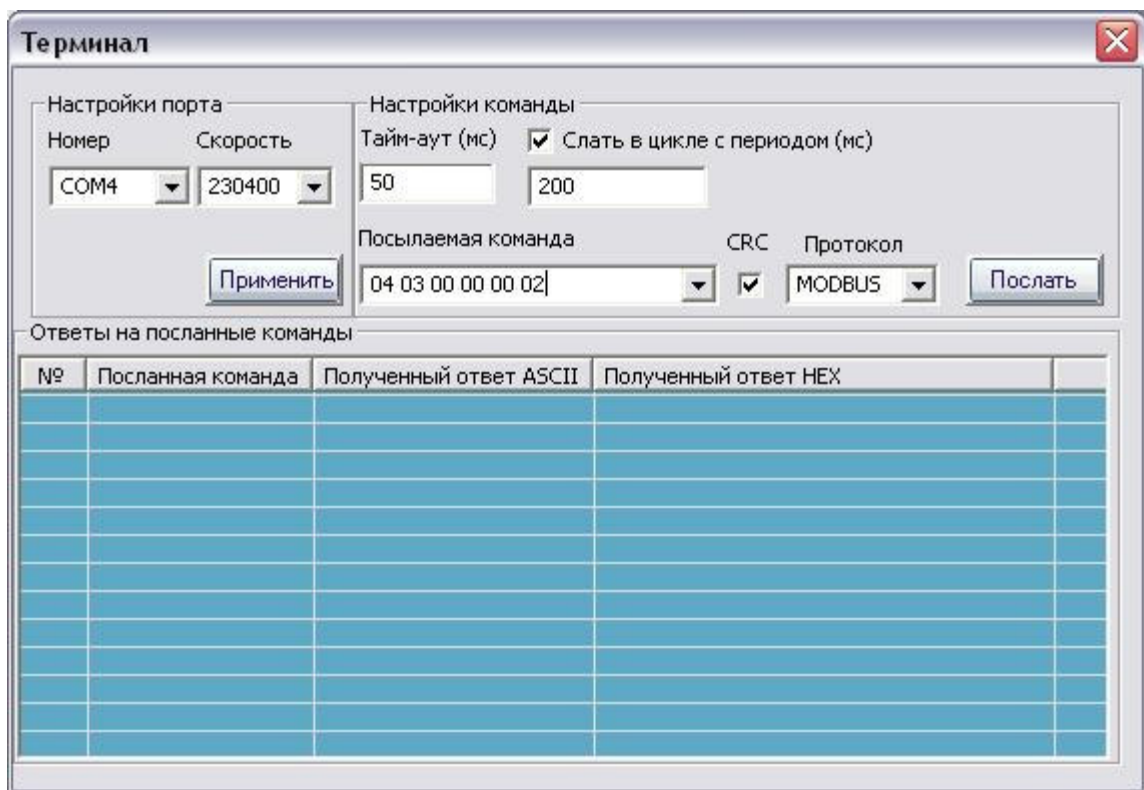 Терминал
Настройки порта
Номер Скорость
COM4 230400
Применить
Настройки команды
Тайм-аут (мс) Слать в цикле с периодом (мс)
50 200
Посылаемая команда CRC Протокол
04 03 00 00 00 02 MODBUS Послать
Ответы на посланные команды
№ Посланная команда Полученный ответ ASCII Полученный ответ HEX